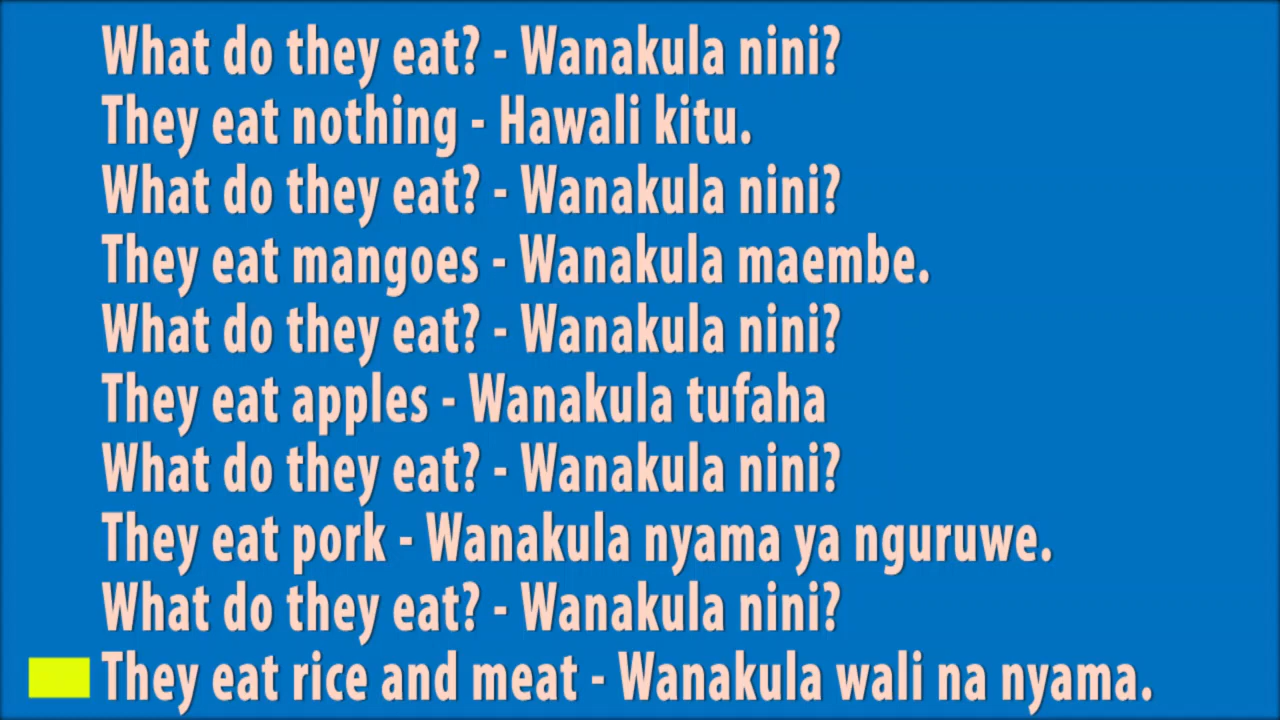 What do they eat? - Wanakula nini?
They eat nothing - Hawali kitu.
What do they eat? - Wanakula nini?
They eat mangoes - Wanakula maembe.
What do they eat? - Wanakula nini?
They eat apples - Wanakula tufaha
What do they eat? - Wanakula nini?
They eat pork - Wanakula nyama ya nguruwe.
What do they eat? - Wanakula nini?
They eat rice and meat - Wanakula wali na nyama.